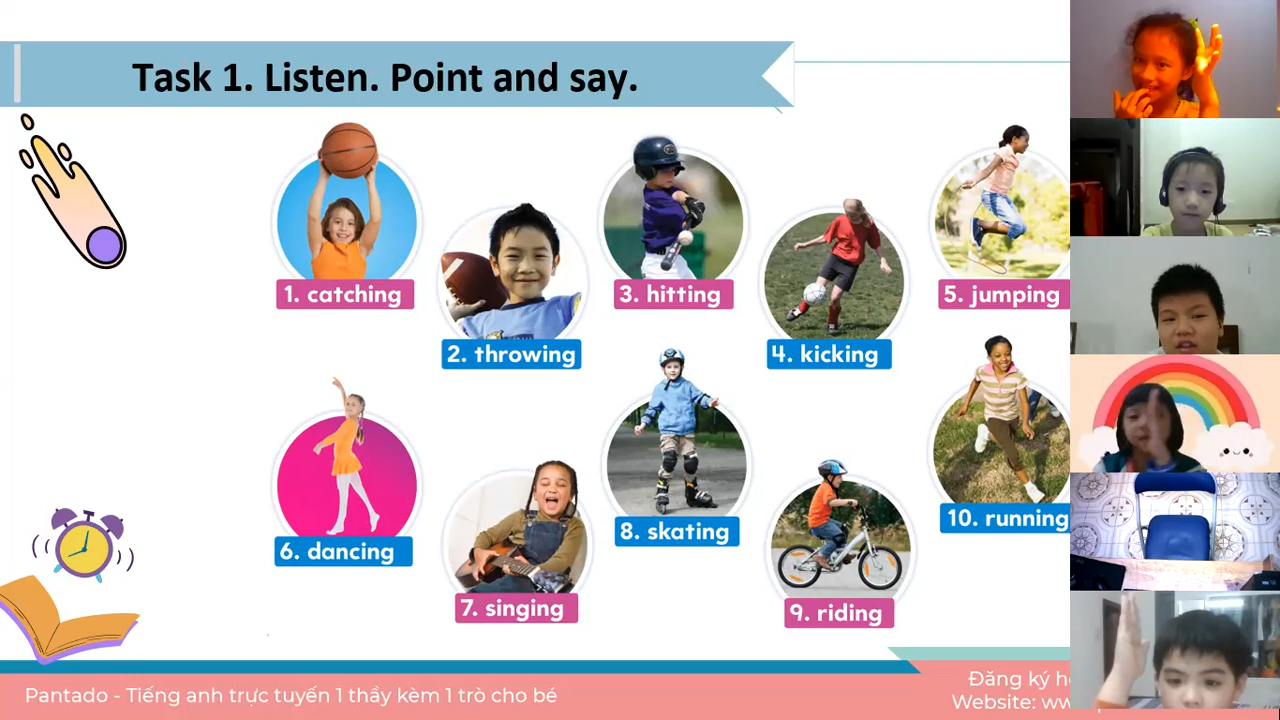 Task 1. Listen. Point and say.
1. catching
2. throwing
3. hitting
4. kicking
5. jumping
6. dancing
7. singing
8. skating
9. riding
10. running
Pantado - Tiếng anh trực tuyến 1 thầy kèm 1 trò cho bé
Đăng ký
Website: